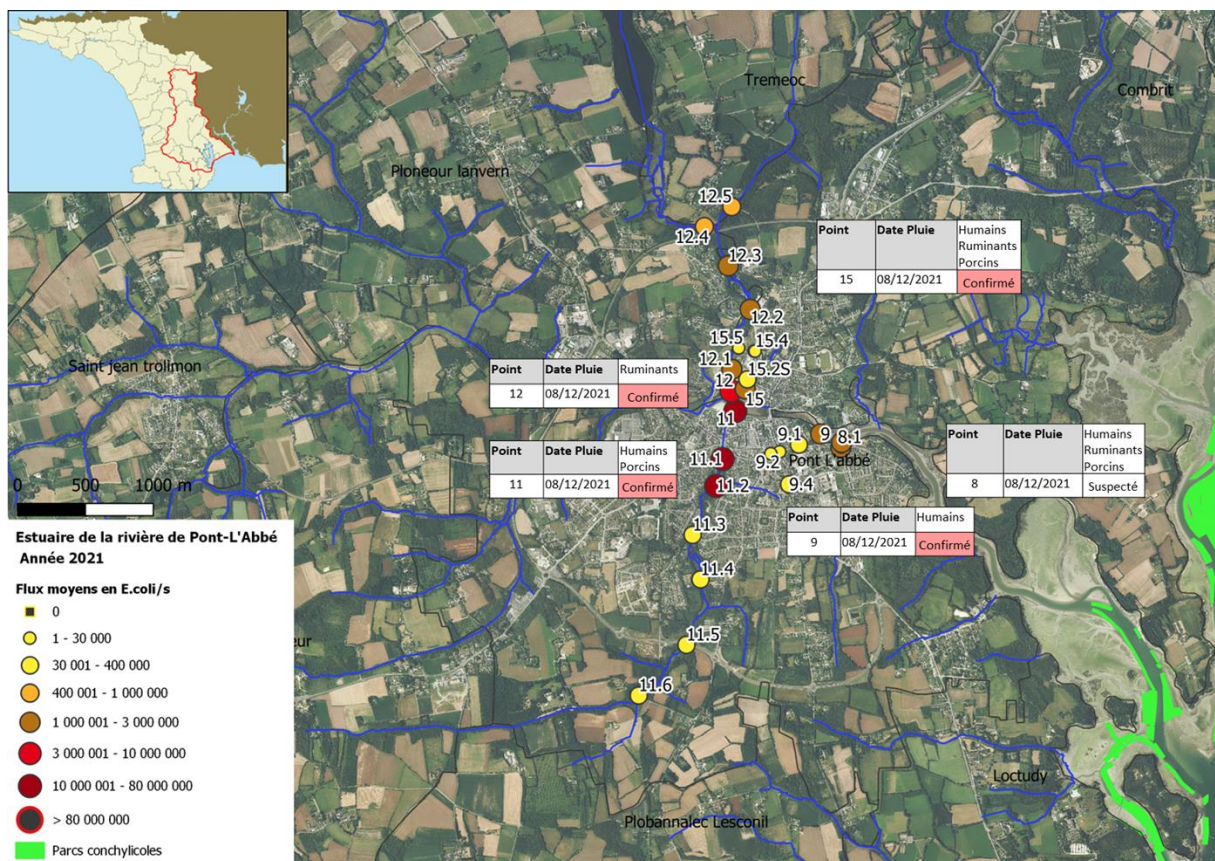 Tremeoc
Combrit
Ploneour lanvern
12.5
12.4
12.3
12.2
15.5
15.4
12.1
15.2S
12
15
11
9.1
9
8.1
11.1
9.2
Pont L'abbé
11.2
9.4
11.3
11.4
11.5
11.6
Saint jean trolimon
Point Date Pluie Humains
Ruminants
Porcins
15 08/12/2021 Confirmé
Point Date Pluie Ruminants
12 08/12/2021 Confirmé
Point Date Pluie Humains
Porcins
11 08/12/2021 Confirmé
Point Date Pluie Humains
Ruminants
Porcins
8 08/12/2021 Suspecté
Point Date Pluie Humains
9 08/12/2021 Confirmé
0 500 1000 m
Estuaire de la rivière de Pont-L'Abbé
Année 2021
Flux moyens en E.coli/s
0
1 - 30 000
30 001 - 400 000
400 001 - 1 000 000
1 000 001 - 3 000 000
3 000 001 - 10 000 000
10 000 001 - 80 000 000
> 80 000 000
Parcs conchylicoles
eur
Loctudy
Plobannalec Lesconil